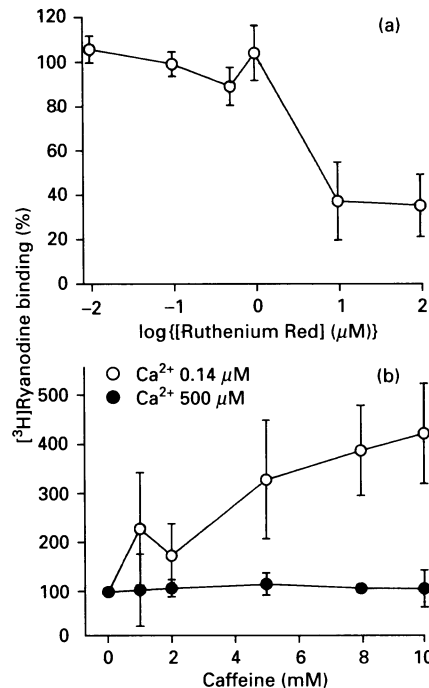 (a)
120
100
80
60
40
20
0
−2 −1 0 1 2
log{[Ruthenium Red] (μM)}
[³H]Ryanodine binding (%)
(b)
Ca²⁺ 0.14 μM
Ca²⁺ 500 μM
500
400
300
200
100
0
0 2 4 6 8 10
Caffeine (mM)